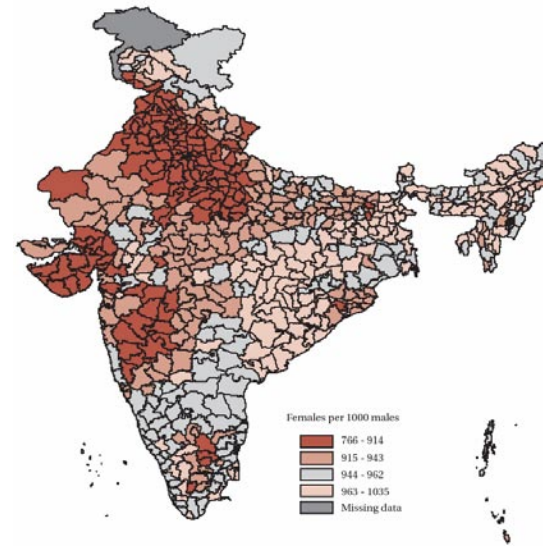 Females per 1000 males
766 - 914
915 - 943
944 - 962
963 - 1035
Missing data